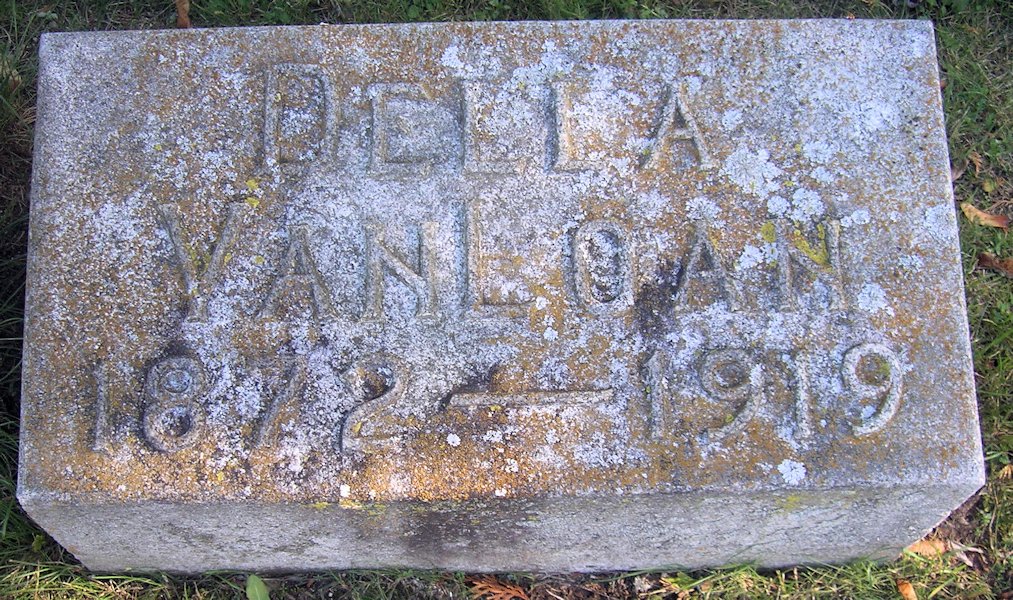 DELLA
VANLOAN
1872 — 1919